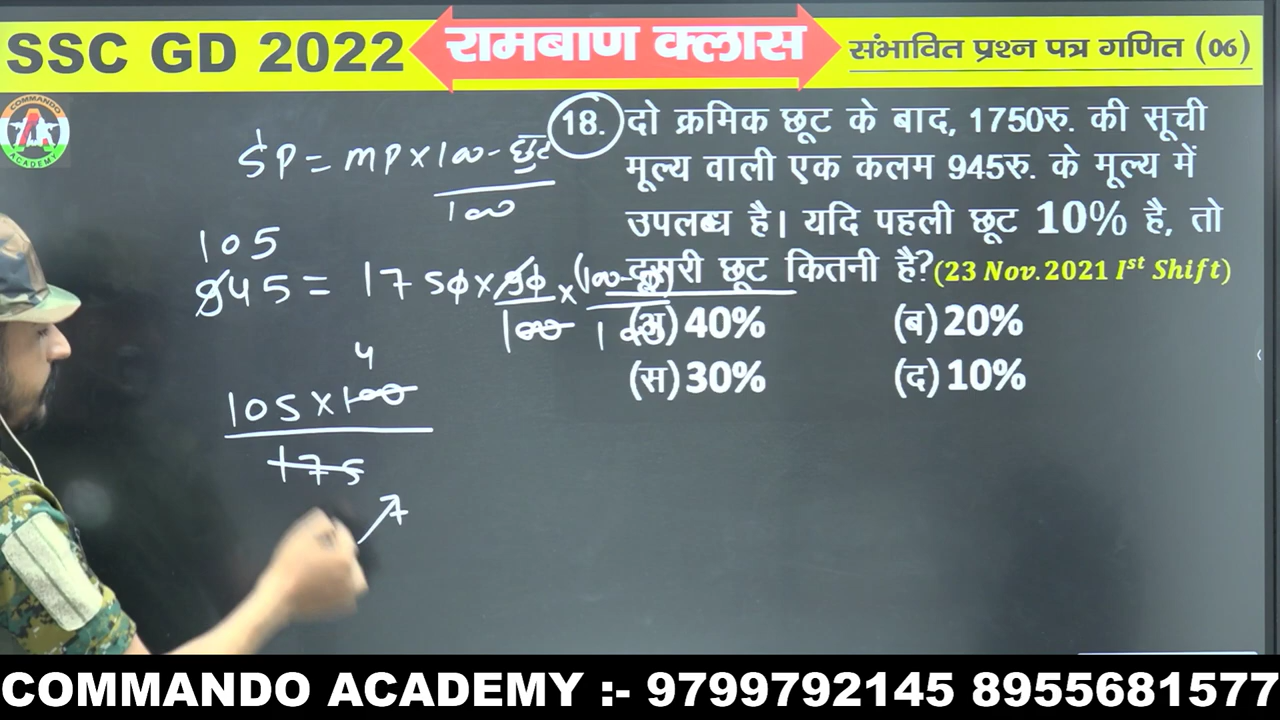 SSC GD 2022
रामबाण क्लास
संभावित प्रश्न पत्र गणित (06)
COMMANDO
ACADEMY
18. दो क्रमिक छूट के बाद, 1750रु. की सूची
मूल्य वाली एक कलम 945रु. के मूल्य में
उपलब्ध है। यदि पहली छूट 10% है, तो
दूसरी छूट कितनी है? (23 Nov.2021 Ist Shift)
(अ) 40%
(ब) 20%
(स) 30%
(द) 10%
SP = MP × 100 - छूट
100
105
945 = 1750 × 90 × (100-
100 100
4
105 × 100
175
7
COMMANDO ACADEMY :- 9799792145 8955681577